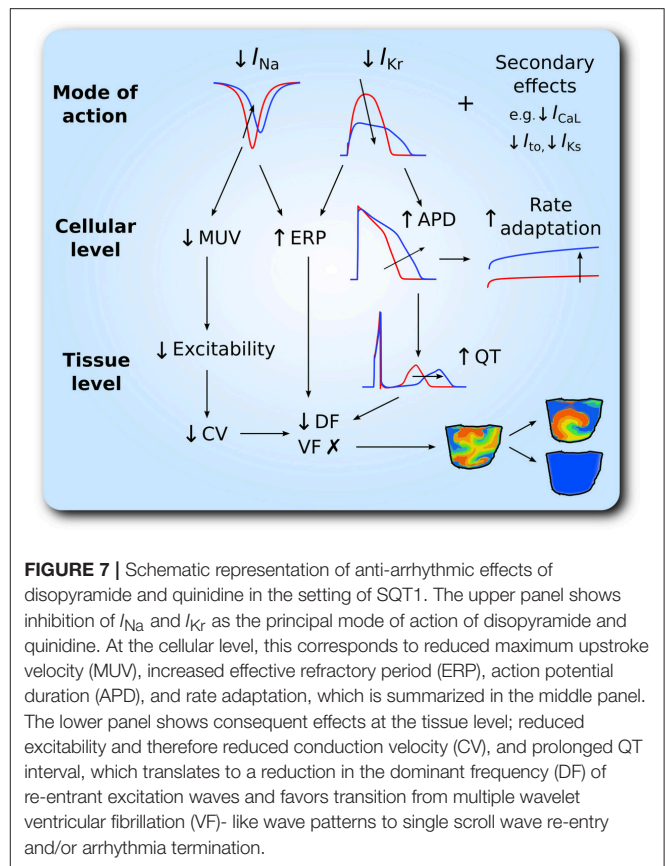 ↓ I_Na
↓ I_Kr
Secondary
effects
e.g. ↓ I_CaL
↓ I_to, ↓ I_Ks
Mode of
action
+
Cellular
level
↓ MUV
↑ ERP
↑ APD
↑ Rate
adaptation
Tissue
level
↓ Excitability
↑ QT
↓ CV
↓ DF
VF ✗
FIGURE 7 | Schematic representation of anti-arrhythmic effects of
disopyramide and quinidine in the setting of SQT1. The upper panel shows
inhibition of I_Na and I_Kr as the principal mode of action of disopyramide and
quinidine. At the cellular level, this corresponds to reduced maximum upstroke
velocity (MUV), increased effective refractory period (ERP), action potential
duration (APD), and rate adaptation, which is summarized in the middle panel.
The lower panel shows consequent effects at the tissue level; reduced
excitability and therefore reduced conduction velocity (CV), and prolonged QT
interval, which translates to a reduction in the dominant frequency (DF) of
re-entrant excitation waves and favors transition from multiple wavelet
ventricular fibrillation (VF)- like wave patterns to single scroll wave re-entry
and/or arrhythmia termination.